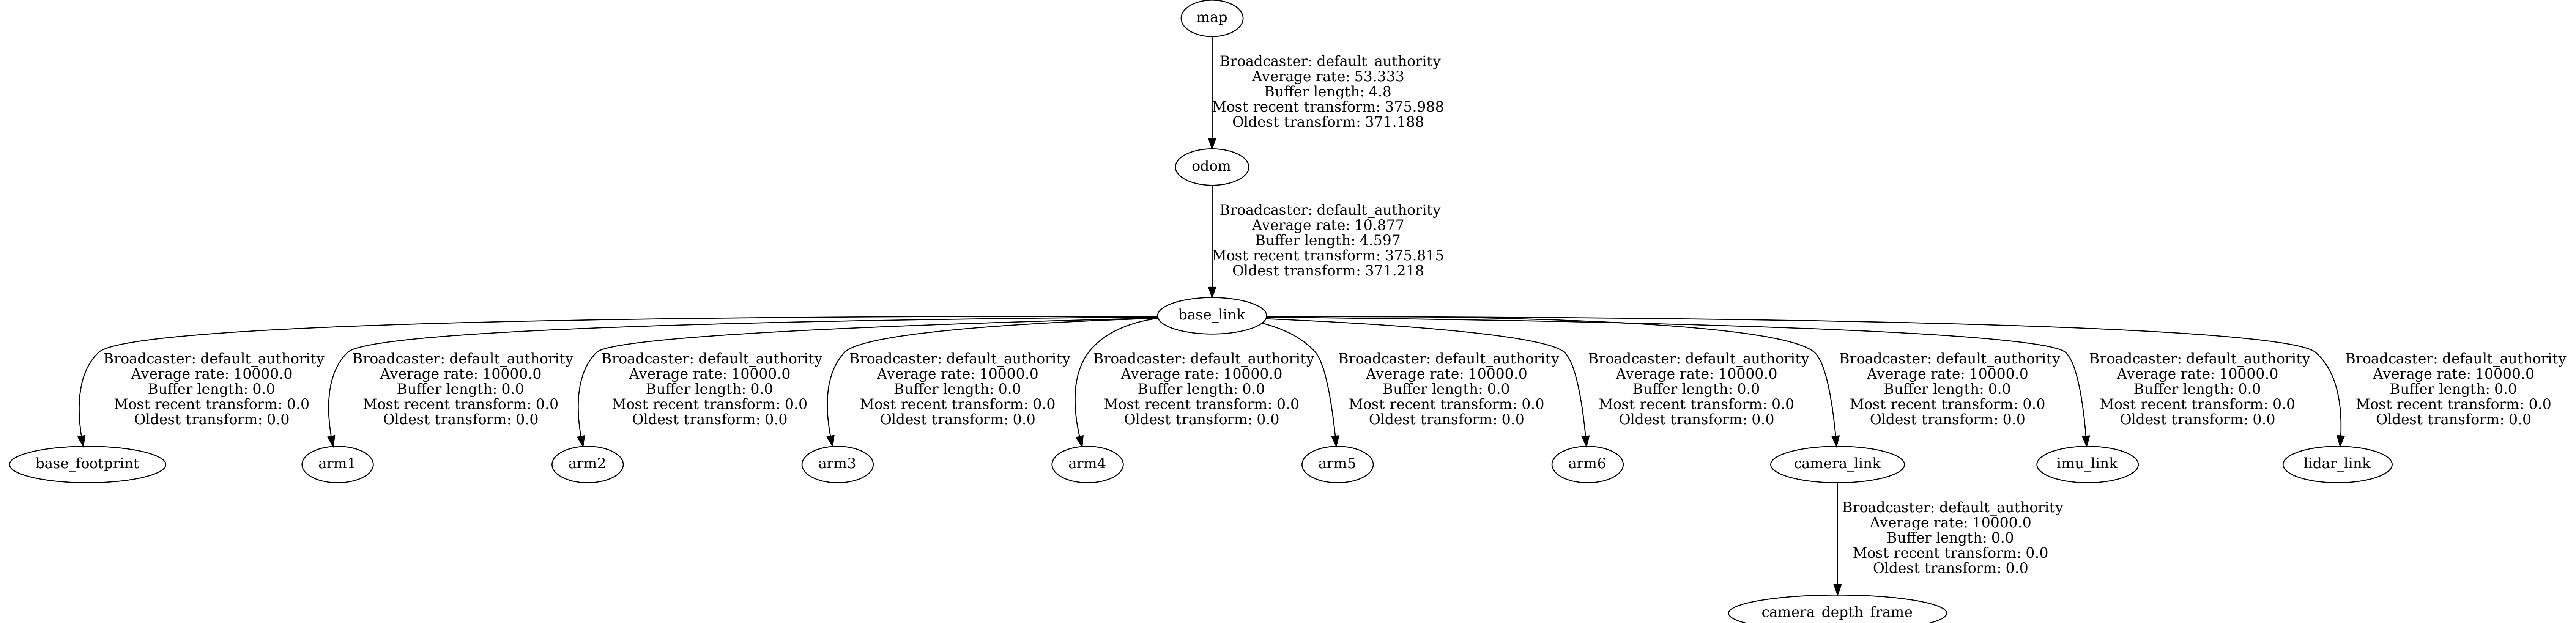 map
Broadcaster: default_authority
Average rate: 53.333
Buffer length: 4.8
Most recent transform: 375.988
Oldest transform: 371.188
odom
Broadcaster: default_authority
Average rate: 10.877
Buffer length: 4.597
Most recent transform: 375.815
Oldest transform: 371.218
base_link
Broadcaster: default_authority
Average rate: 10000.0
Buffer length: 0.0
Most recent transform: 0.0
Oldest transform: 0.0
Broadcaster: default_authority
Average rate: 10000.0
Buffer length: 0.0
Most recent transform: 0.0
Oldest transform: 0.0
Broadcaster: default_authority
Average rate: 10000.0
Buffer length: 0.0
Most recent transform: 0.0
Oldest transform: 0.0
Broadcaster: default_authority
Average rate: 10000.0
Buffer length: 0.0
Most recent transform: 0.0
Oldest transform: 0.0
Broadcaster: default_authority
Average rate: 10000.0
Buffer length: 0.0
Most recent transform: 0.0
Oldest transform: 0.0
Broadcaster: default_authority
Average rate: 10000.0
Buffer length: 0.0
Most recent transform: 0.0
Oldest transform: 0.0
Broadcaster: default_authority
Average rate: 10000.0
Buffer length: 0.0
Most recent transform: 0.0
Oldest transform: 0.0
Broadcaster: default_authority
Average rate: 10000.0
Buffer length: 0.0
Most recent transform: 0.0
Oldest transform: 0.0
Broadcaster: default_authority
Average rate: 10000.0
Buffer length: 0.0
Most recent transform: 0.0
Oldest transform: 0.0
Broadcaster: default_authority
Average rate: 10000.0
Buffer length: 0.0
Most recent transform: 0.0
Oldest transform: 0.0
base_footprint
arm1
arm2
arm3
arm4
arm5
arm6
camera_link
imu_link
lidar_link
Broadcaster: default_authority
Average rate: 10000.0
Buffer length: 0.0
Most recent transform: 0.0
Oldest transform: 0.0
camera_depth_frame